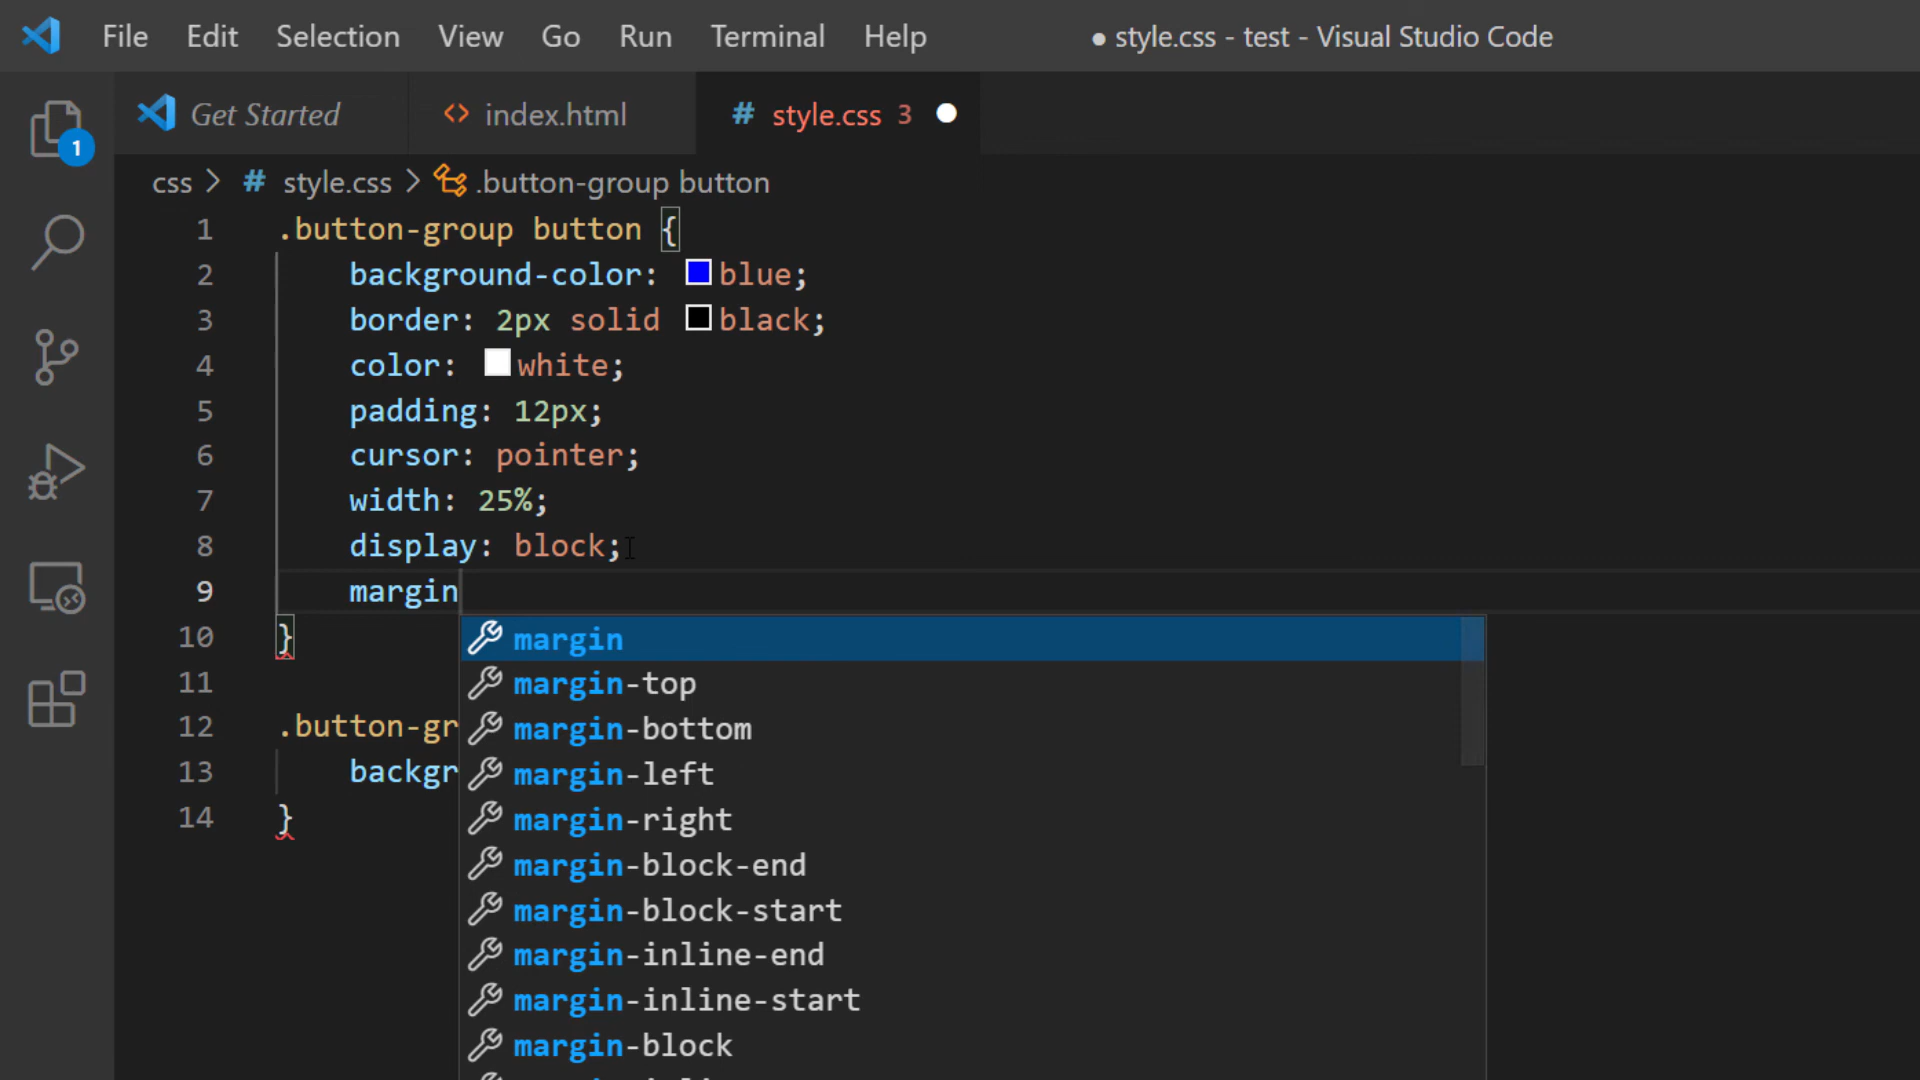 File Edit Selection View Go Run Terminal Help ● style.css - test - Visual Studio Code
Get Started <> index.html # style.css 3 ●
1
css > # style.css > .button-group button
1 .button-group button {
2 background-color: blue;
3 border: 2px solid black;
4 color: white;
5 padding: 12px;
6 cursor: pointer;
7 width: 25%;
8 display: block;
9 margin
10 }
margin
11 margin-top
12 .button-gr margin-bottom
13 backgr margin-left
14 } margin-right
margin-block-end
margin-block-start
margin-inline-end
margin-inline-start
margin-block